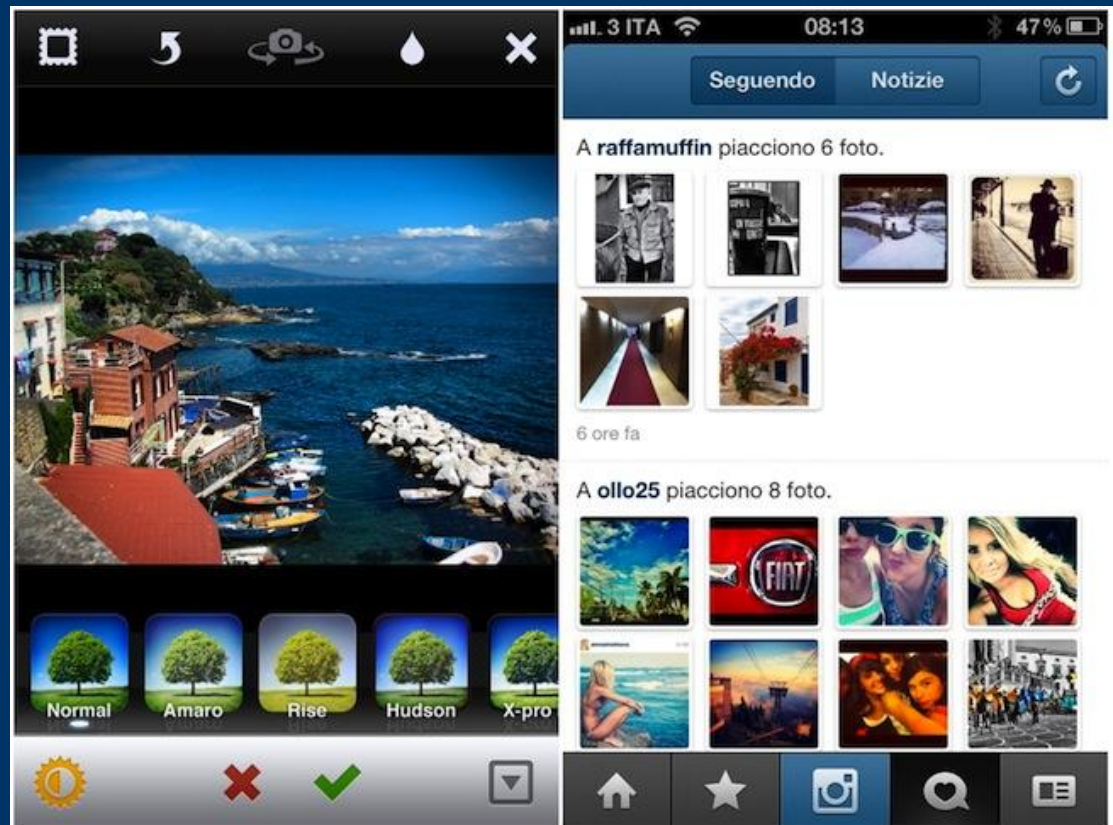 Normal
Amaro
Rise
Hudson
X-pro
3 ITA
08:13
47%
Seguendo
Notizie
A raffamuffin piacciono 6 foto.
6 ore fa
A ollo25 piacciono 8 foto.
FIAT